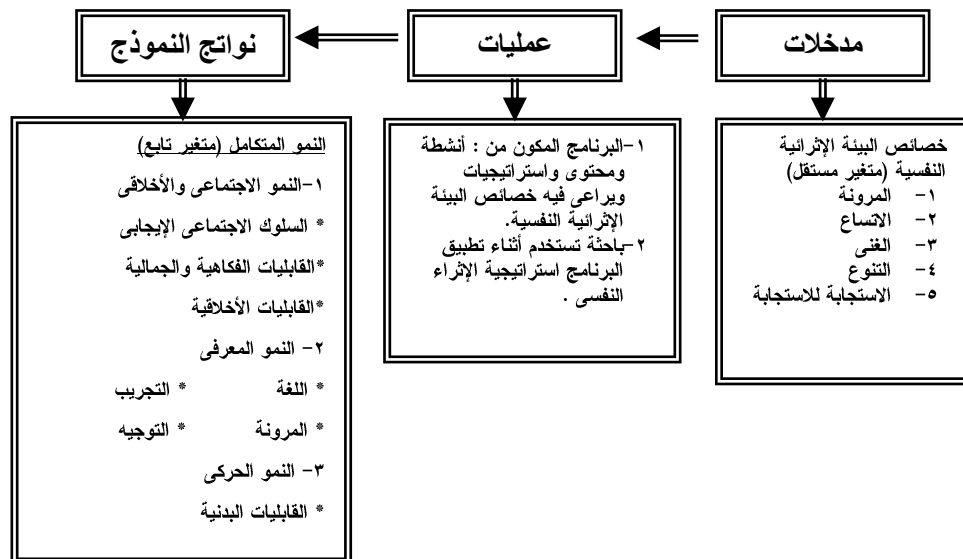 مدخلات
عمليات
نواتج النموذج
خصائص البيئة الإثرائية
النفسية (متغير مستقل)
١- المرونة
٢- الاتساع
٣- الغنى
٤- التنوع
٥- الاستجابة للاستجابة
١-البرنامج المكون من : أنشطة
ومحتوى واستراتيجيات
ويراعى فيه خصائص البيئة
الإثرائية النفسية.
٢-باحثة تستخدم أثناء تطبيق
البرنامج استراتيجية الإثراء
النفسى .
النمو المتكامل (متغير تابع)
١-النمو الاجتماعى والأخلاقى
* السلوك الاجتماعى الإيجابى
*القابليات الفكاهية والجمالية
*القابليات الأخلاقية
٢- النمو المعرفى
* اللغة * التجريب
* المرونة * التوجيه
٣- النمو الحركى
* القابليات البدنية